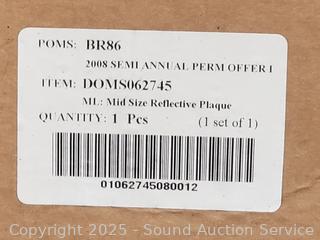 POMS: BR86
2008 SEMI ANNUAL PERM OFFER I
ITEM: DOMS062745
ML: Mid Size Reflective Plaque
QUANTITY: 1 Pcs (1 set of 1)
01062745080012
Copyright © 2025 - Sound Auction Service